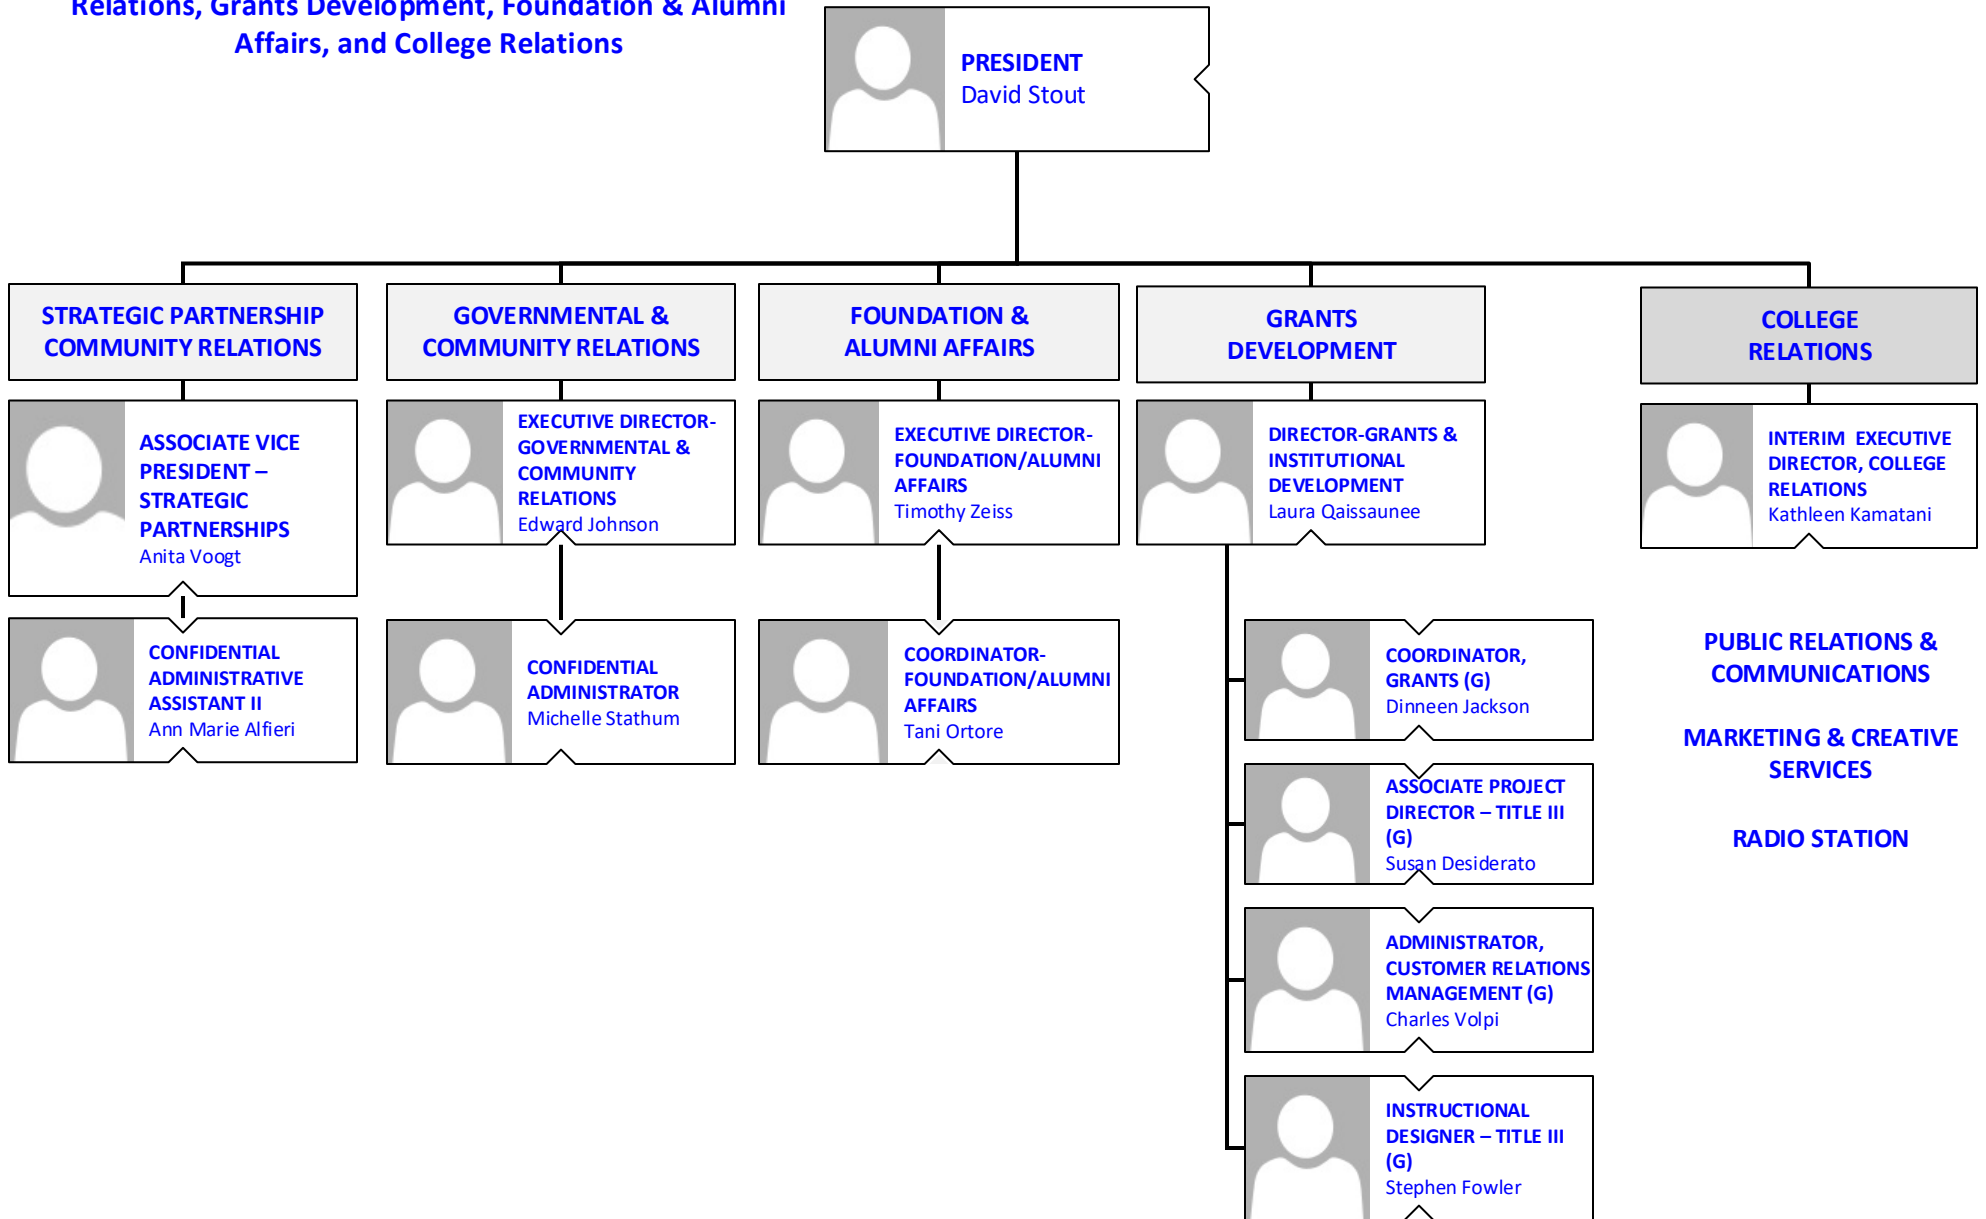 Relations, Grants Development, Foundation & Alumni
Affairs, and College Relations
PRESIDENT
David Stout
STRATEGIC PARTNERSHIP
COMMUNITY RELATIONS
ASSOCIATE VICE
PRESIDENT –
STRATEGIC
PARTNERSHIPS
Anita Voogt
CONFIDENTIAL
ADMINISTRATIVE
ASSISTANT II
Ann Marie Alfieri
GOVERNMENTAL &
COMMUNITY RELATIONS
EXECUTIVE DIRECTOR-
GOVERNMENTAL &
COMMUNITY
RELATIONS
Edward Johnson
CONFIDENTIAL
ADMINISTRATOR
Michelle Stathum
FOUNDATION &
ALUMNI AFFAIRS
EXECUTIVE DIRECTOR-
FOUNDATION/ALUMNI
AFFAIRS
Timothy Zeiss
COORDINATOR-
FOUNDATION/ALUMNI
AFFAIRS
Tani Ortore
GRANTS
DEVELOPMENT
DIRECTOR-GRANTS &
INSTITUTIONAL
DEVELOPMENT
Laura Qaissaunee
COORDINATOR,
GRANTS (G)
Dinneen Jackson
ASSOCIATE PROJECT
DIRECTOR – TITLE III
(G)
Susan Desiderato
ADMINISTRATOR,
CUSTOMER RELATIONS
MANAGEMENT (G)
Charles Volpi
INSTRUCTIONAL
DESIGNER – TITLE III
(G)
Stephen Fowler
COLLEGE
RELATIONS
INTERIM EXECUTIVE
DIRECTOR, COLLEGE
RELATIONS
Kathleen Kamatani
PUBLIC RELATIONS &
COMMUNICATIONS
MARKETING & CREATIVE
SERVICES
RADIO STATION